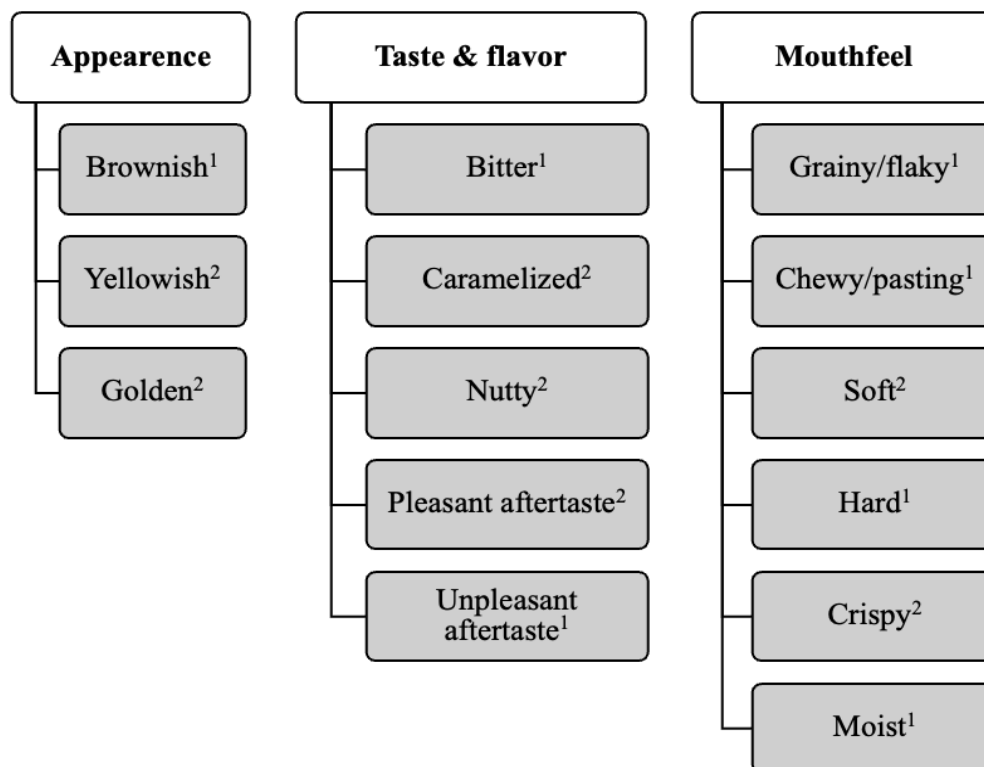 Appearence
Brownish¹
Yellowish²
Golden²
Taste & flavor
Bitter¹
Caramelized²
Nutty²
Pleasant aftertaste²
Unpleasant
aftertaste¹
Mouthfeel
Grainy/flaky¹
Chewy/pasting¹
Soft²
Hard¹
Crispy²
Moist¹